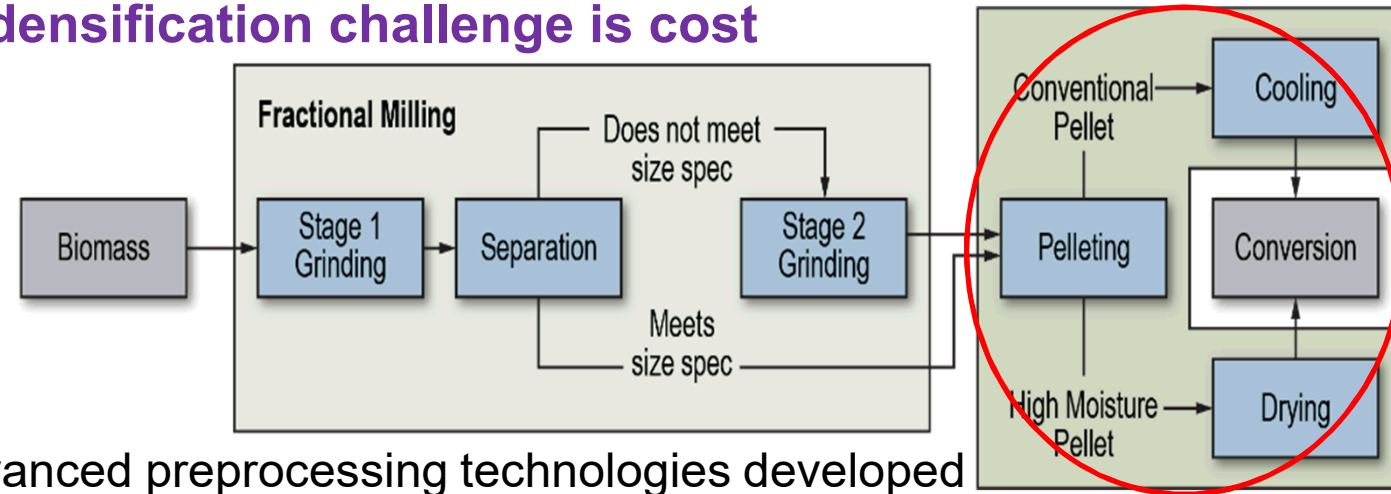 densification challenge is cost
Fractional Milling
Biomass
Stage 1
Grinding
Separation
Does not meet
size spec
Meets
size spec
Stage 2
Grinding
Pelleting
Conventional
Pellet
Cooling
Conversion
High Moisture
Pellet
Drying
vanced preprocessing technologies developed